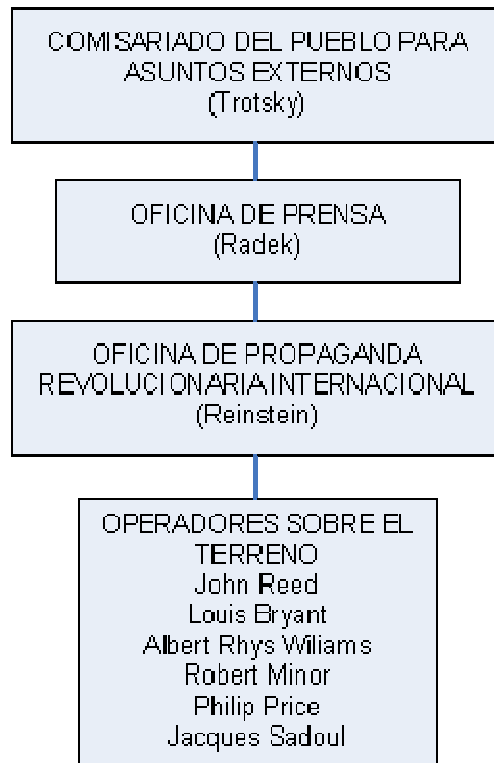 COMISARIADO DEL PUEBLO PARA
ASUNTOS EXTERNOS
(Trotsky)
OFICINA DE PRENSA
(Radek)
OFICINA DE PROPAGANDA
REVOLUCIONARIA INTERNACIONAL
(Reinstein)
OPERADORES SOBRE EL
TERRENO
John Reed
Louis Bryant
Albert Rhys Wiliams
Robert Minor
Philip Price
Jacques Sadoul